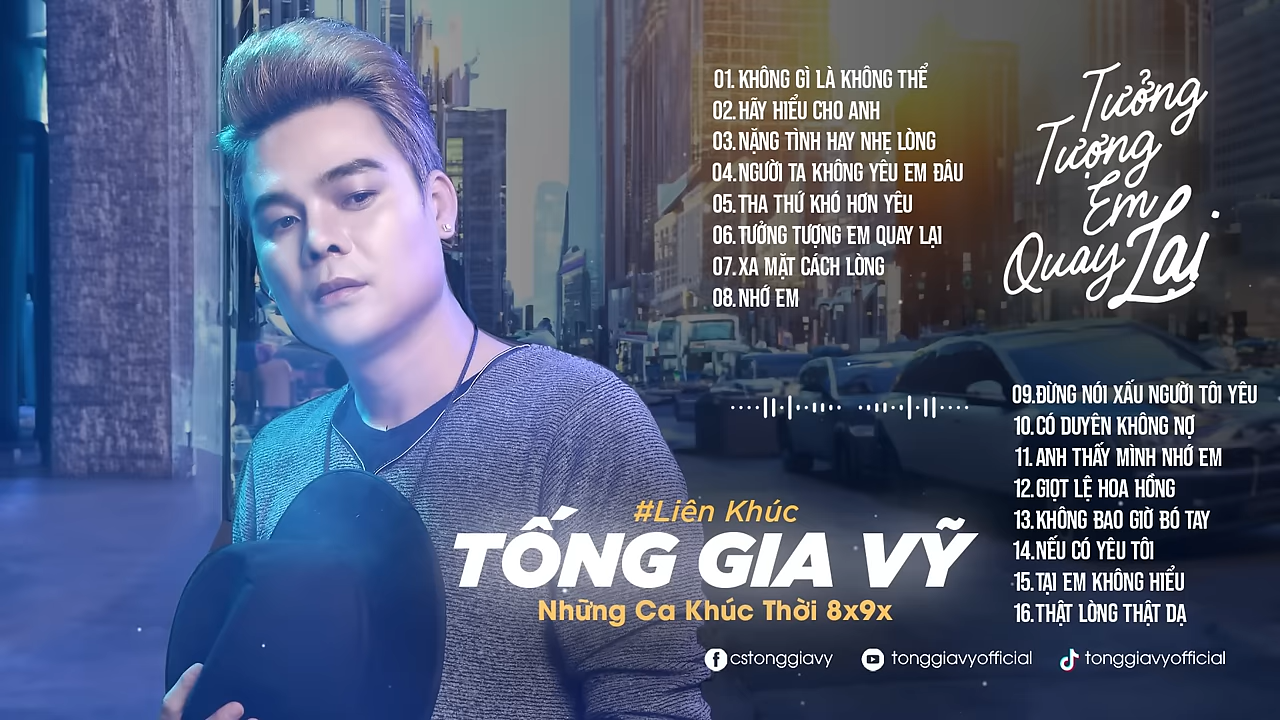 01. KHÔNG GÌ LÀ KHÔNG THỂ
02. HÃY HIỂU CHO ANH
03. NẶNG TÌNH HAY NHẸ LÒNG
04. NGƯỜI TA KHÔNG YÊU EM ĐÂU
05. THA THỨ KHÓ HƠN YÊU
06. TƯỞNG TƯỢNG EM QUAY LẠI
07. XA MẶT CÁCH LÒNG
08. NHỚ EM
Tưởng
Tượng
Em
Quay Lại
09. ĐỪNG NÓI XẤU NGƯỜI TÔI YÊU
10. CÓ DUYÊN KHÔNG NỢ
11. ANH THẤY MÌNH NHỚ EM
12. GIỌT LỆ HOA HỒNG
13. KHÔNG BAO GIỜ BÓ TAY
14. NẾU CÓ YÊU TÔI
15. TẠI EM KHÔNG HIỂU
16. THẬT LÒNG THẬT DẠ
#Liên Khúc
TỐNG GIA VỸ
Những Ca Khúc Thời 8x9x
cstonggiavy tonggiavyofficial tonggiavyofficial